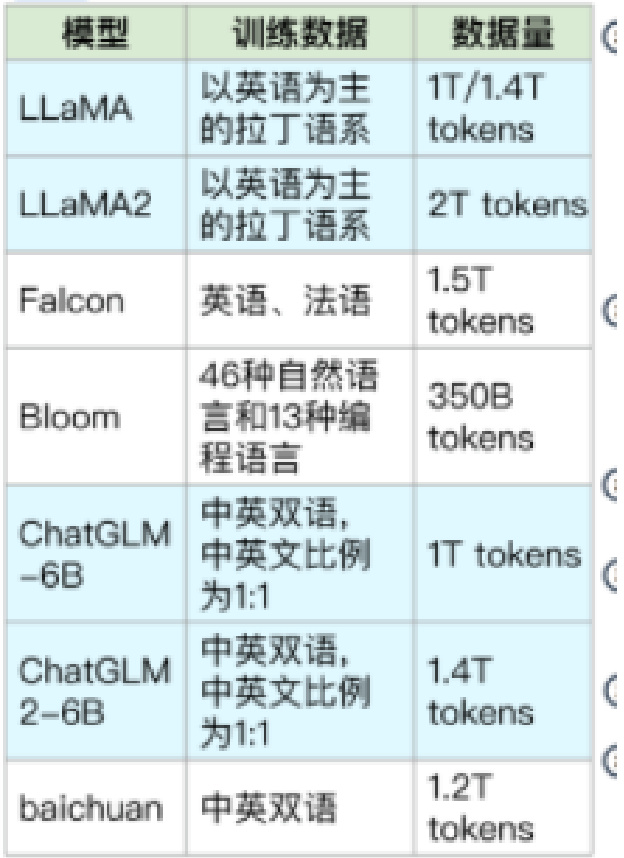 模型 训练数据 数据量
LLaMA 以英语为主的拉丁语系 1T/1.4T tokens
LLaMA2 以英语为主的拉丁语系 2T tokens
Falcon 英语、法语 1.5T tokens
Bloom 46种自然语言和13种编程语言 350B tokens
ChatGLM-6B 中英双语,中英文比例为1:1 1T tokens
ChatGLM2-6B 中英双语,中英文比例为1:1 1.4T tokens
baichuan 中英双语 1.2T tokens